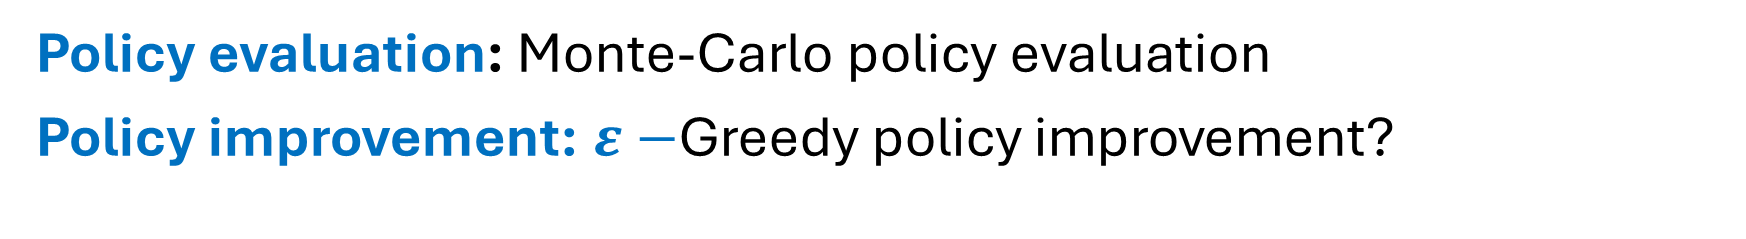 Policy evaluation: Monte-Carlo policy evaluation
Policy improvement: ε −Greedy policy improvement?